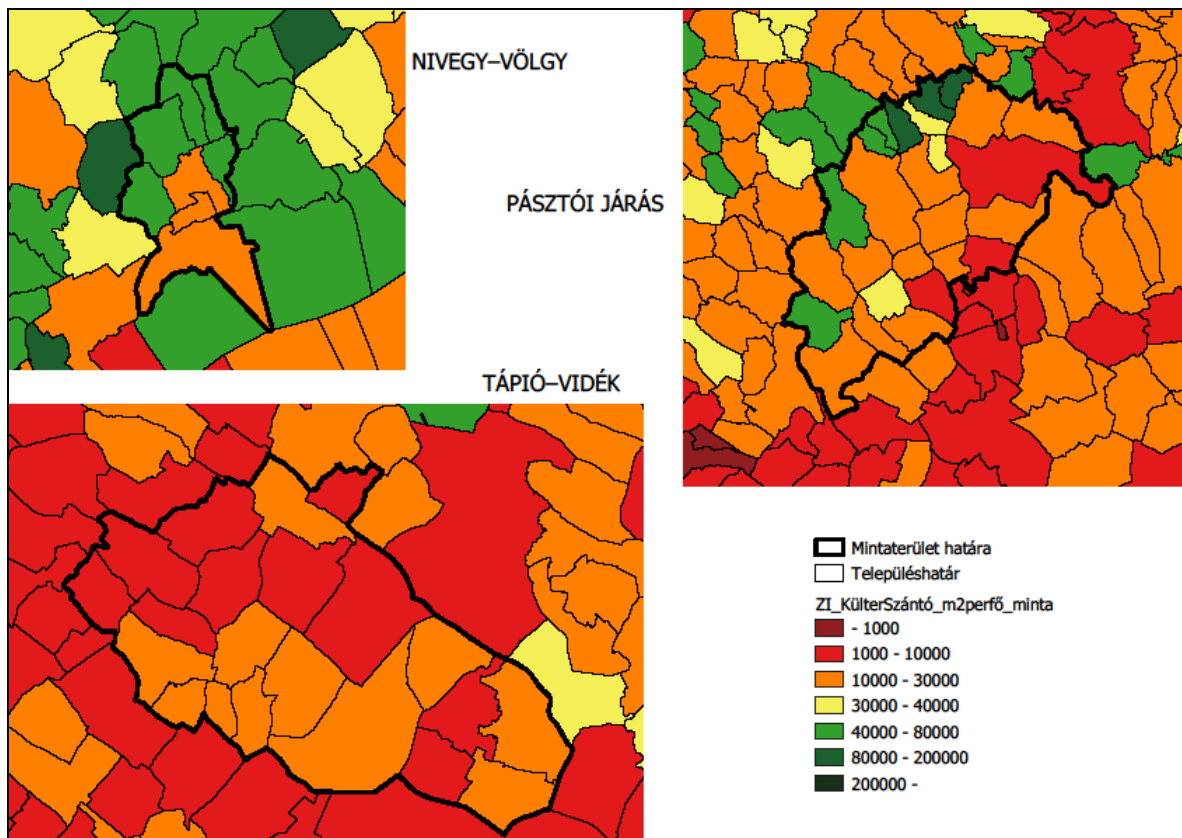 NIVEGY–VÖLGY
PÁSZTÓI JÁRÁS
TÁPIÓ–VIDÉK
Mintaterület határa
Településhatár
ZI_KülterSzántó_m2perfő_minta
- 1000
1000 - 10000
10000 - 30000
30000 - 40000
40000 - 80000
80000 - 200000
200000 -